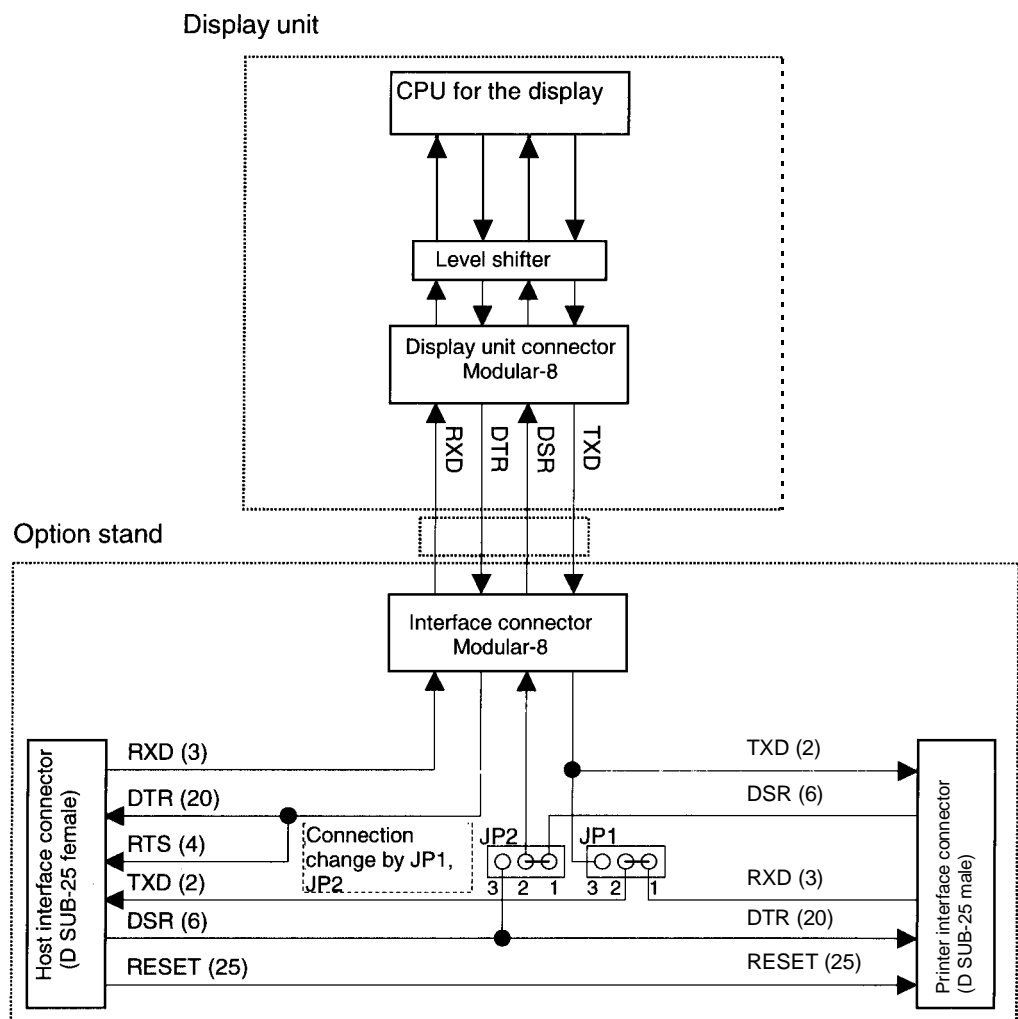 Display unit
CPU for the display
Level shifter
Display unit connector
Modular-8
RXD
DTR
DSR
TXD
Option stand
Interface connector
Modular-8
Host interface connector
(D SUB-25 female)
RXD (3)
DTR (20)
RTS (4)
TXD (2)
DSR (6)
RESET (25)
Connection
change by JP1,
JP2
JP2
3 2 1
JP1
3 2 1
TXD (2)
DSR (6)
RXD (3)
DTR (20)
RESET (25)
Printer interface connector
(D SUB-25 male)